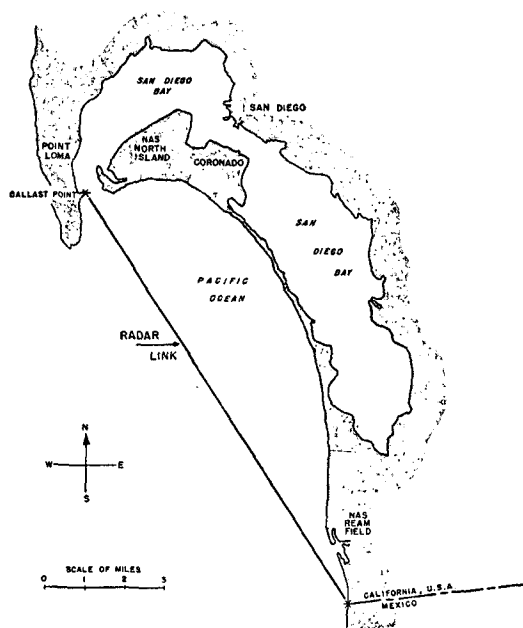 SAN DIEGO
BAY
SAN DIEGO
POINT
LOMA
NAS
NORTH
ISLAND
CORONADO
BALLAST POINT
SAN
DIEGO
BAY
PACIFIC
OCEAN
RADAR
LINK
N
W E
S
NAS
REAM
FIELD
SCALE OF MILES
0 1 2 3
CALIFORNIA, U.S.A
MEXICO